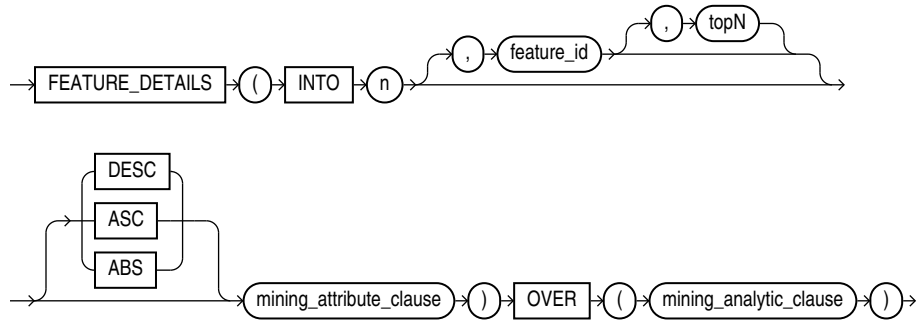 , topN
, feature_id
FEATURE_DETAILS ( INTO n
DESC
ASC
ABS
mining_attribute_clause ) OVER ( mining_analytic_clause )